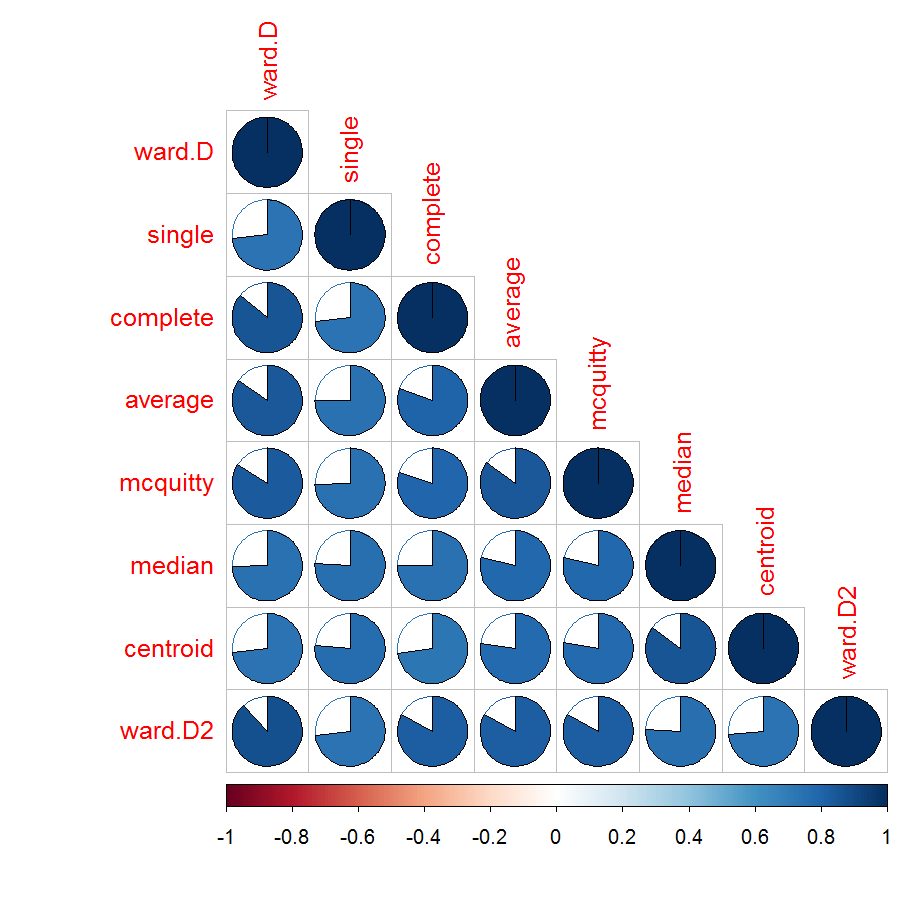 ward.D
single
complete
average
mcquitty
median
centroid
ward.D2
ward.D
single
complete
average
mcquitty
median
centroid
ward.D2
-1 -0.8 -0.6 -0.4 -0.2 0 0.2 0.4 0.6 0.8 1